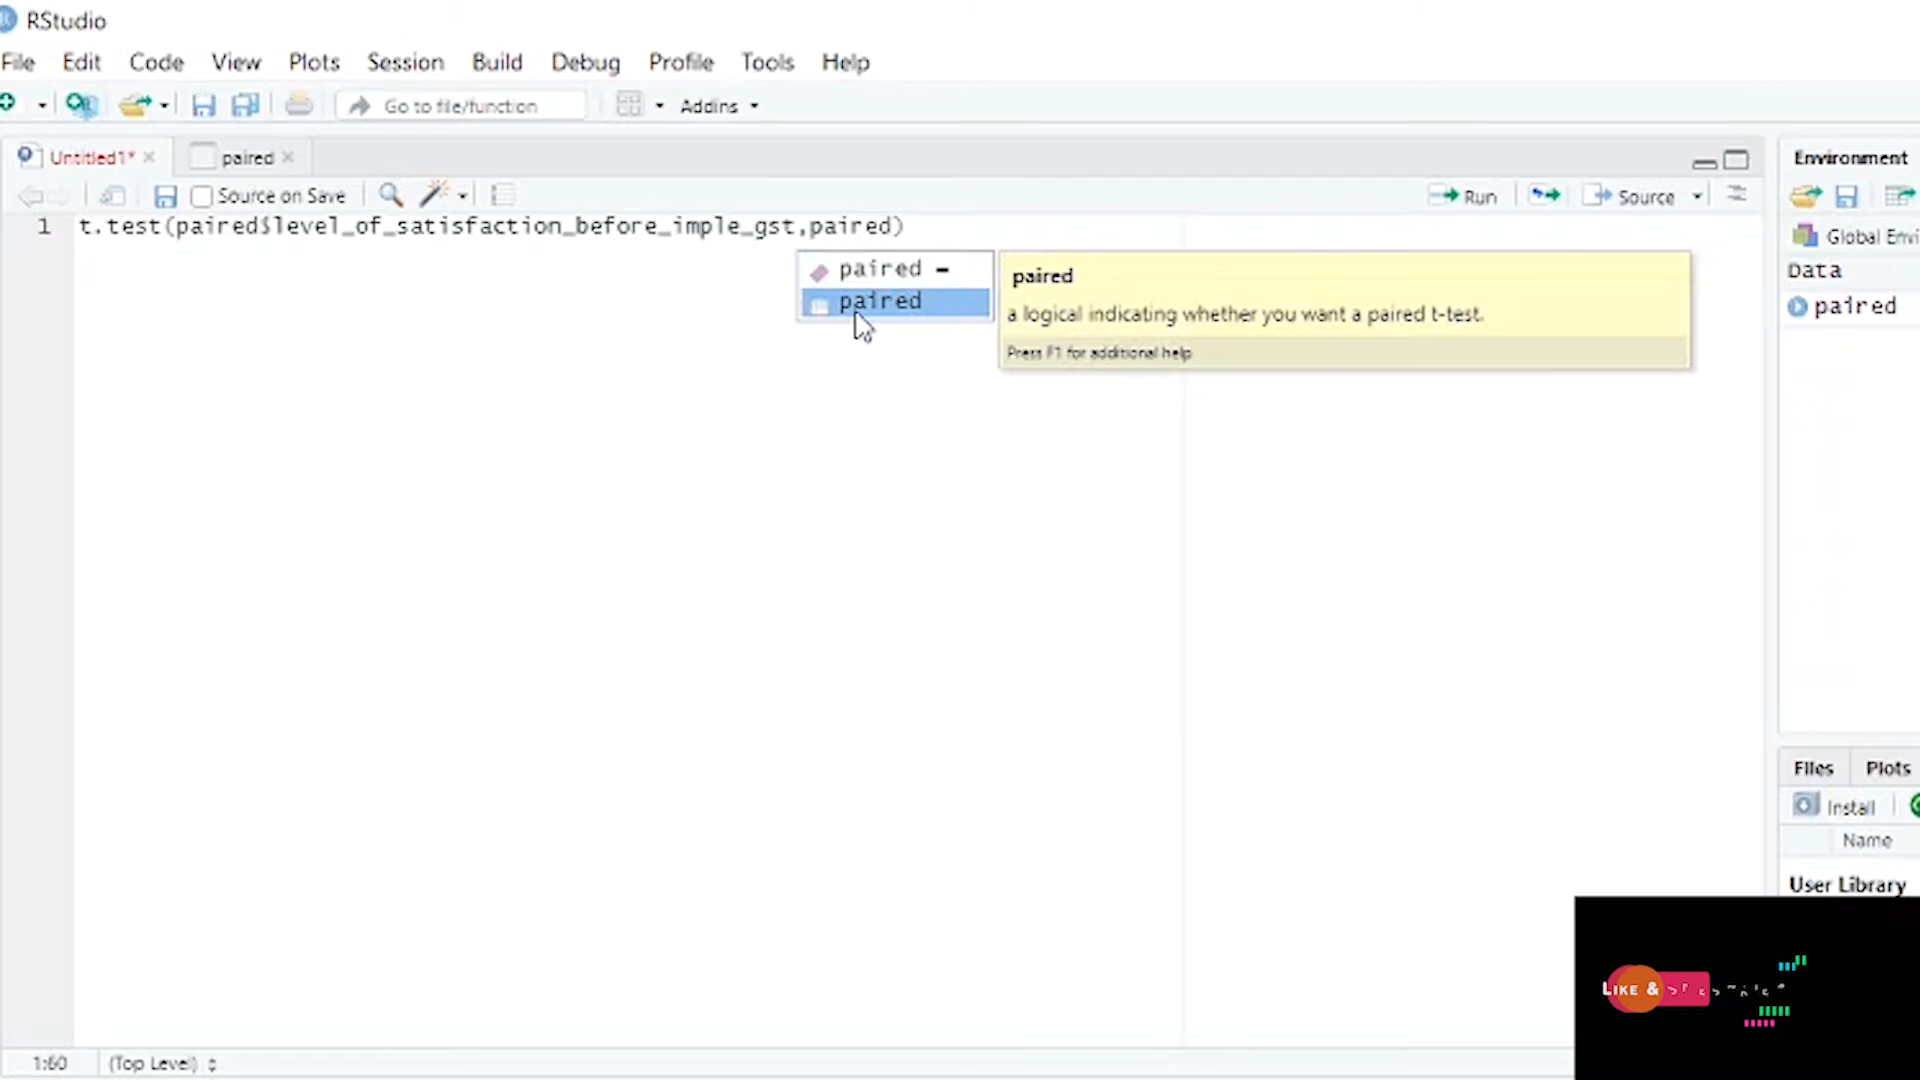 RStudio
File Edit Code View Plots Session Build Debug Profile Tools Help
Go to file/function Addins
Untitled1* paired
Source on Save Run Source
1 t.test(paired$level_of_satisfaction_before_imple_gst,paired)
paired =
paired
paired
a logical indicating whether you want a paired t-test.
Press F1 for additional help
Environment
Global Envi
Data
paired
Files Plots
Install
Name
User Library
LIKE &
1:60 (Top Level)